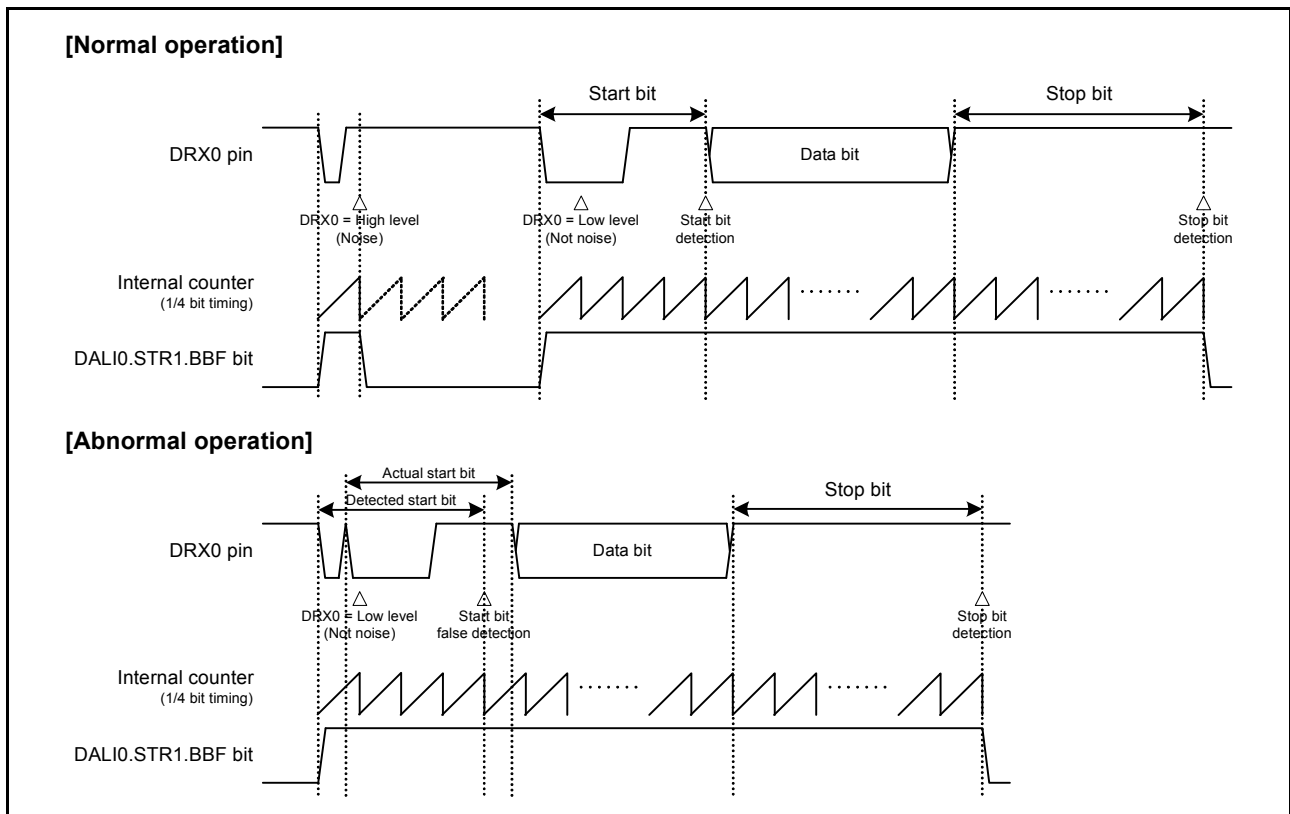 [Normal operation]
Start bit
Stop bit
DRX0 pin
Data bit
DRX0 = High level
(Noise)
DRX0 = Low level
(Not noise)
Start bit
detection
Stop bit
detection
Internal counter
(1/4 bit timing)
DALI0.STR1.BBF bit
[Abnormal operation]
Actual start bit
Detected start bit
Stop bit
DRX0 pin
Data bit
DRX0 = Low level
(Not noise)
Start bit
false detection
Stop bit
detection
Internal counter
(1/4 bit timing)
DALI0.STR1.BBF bit